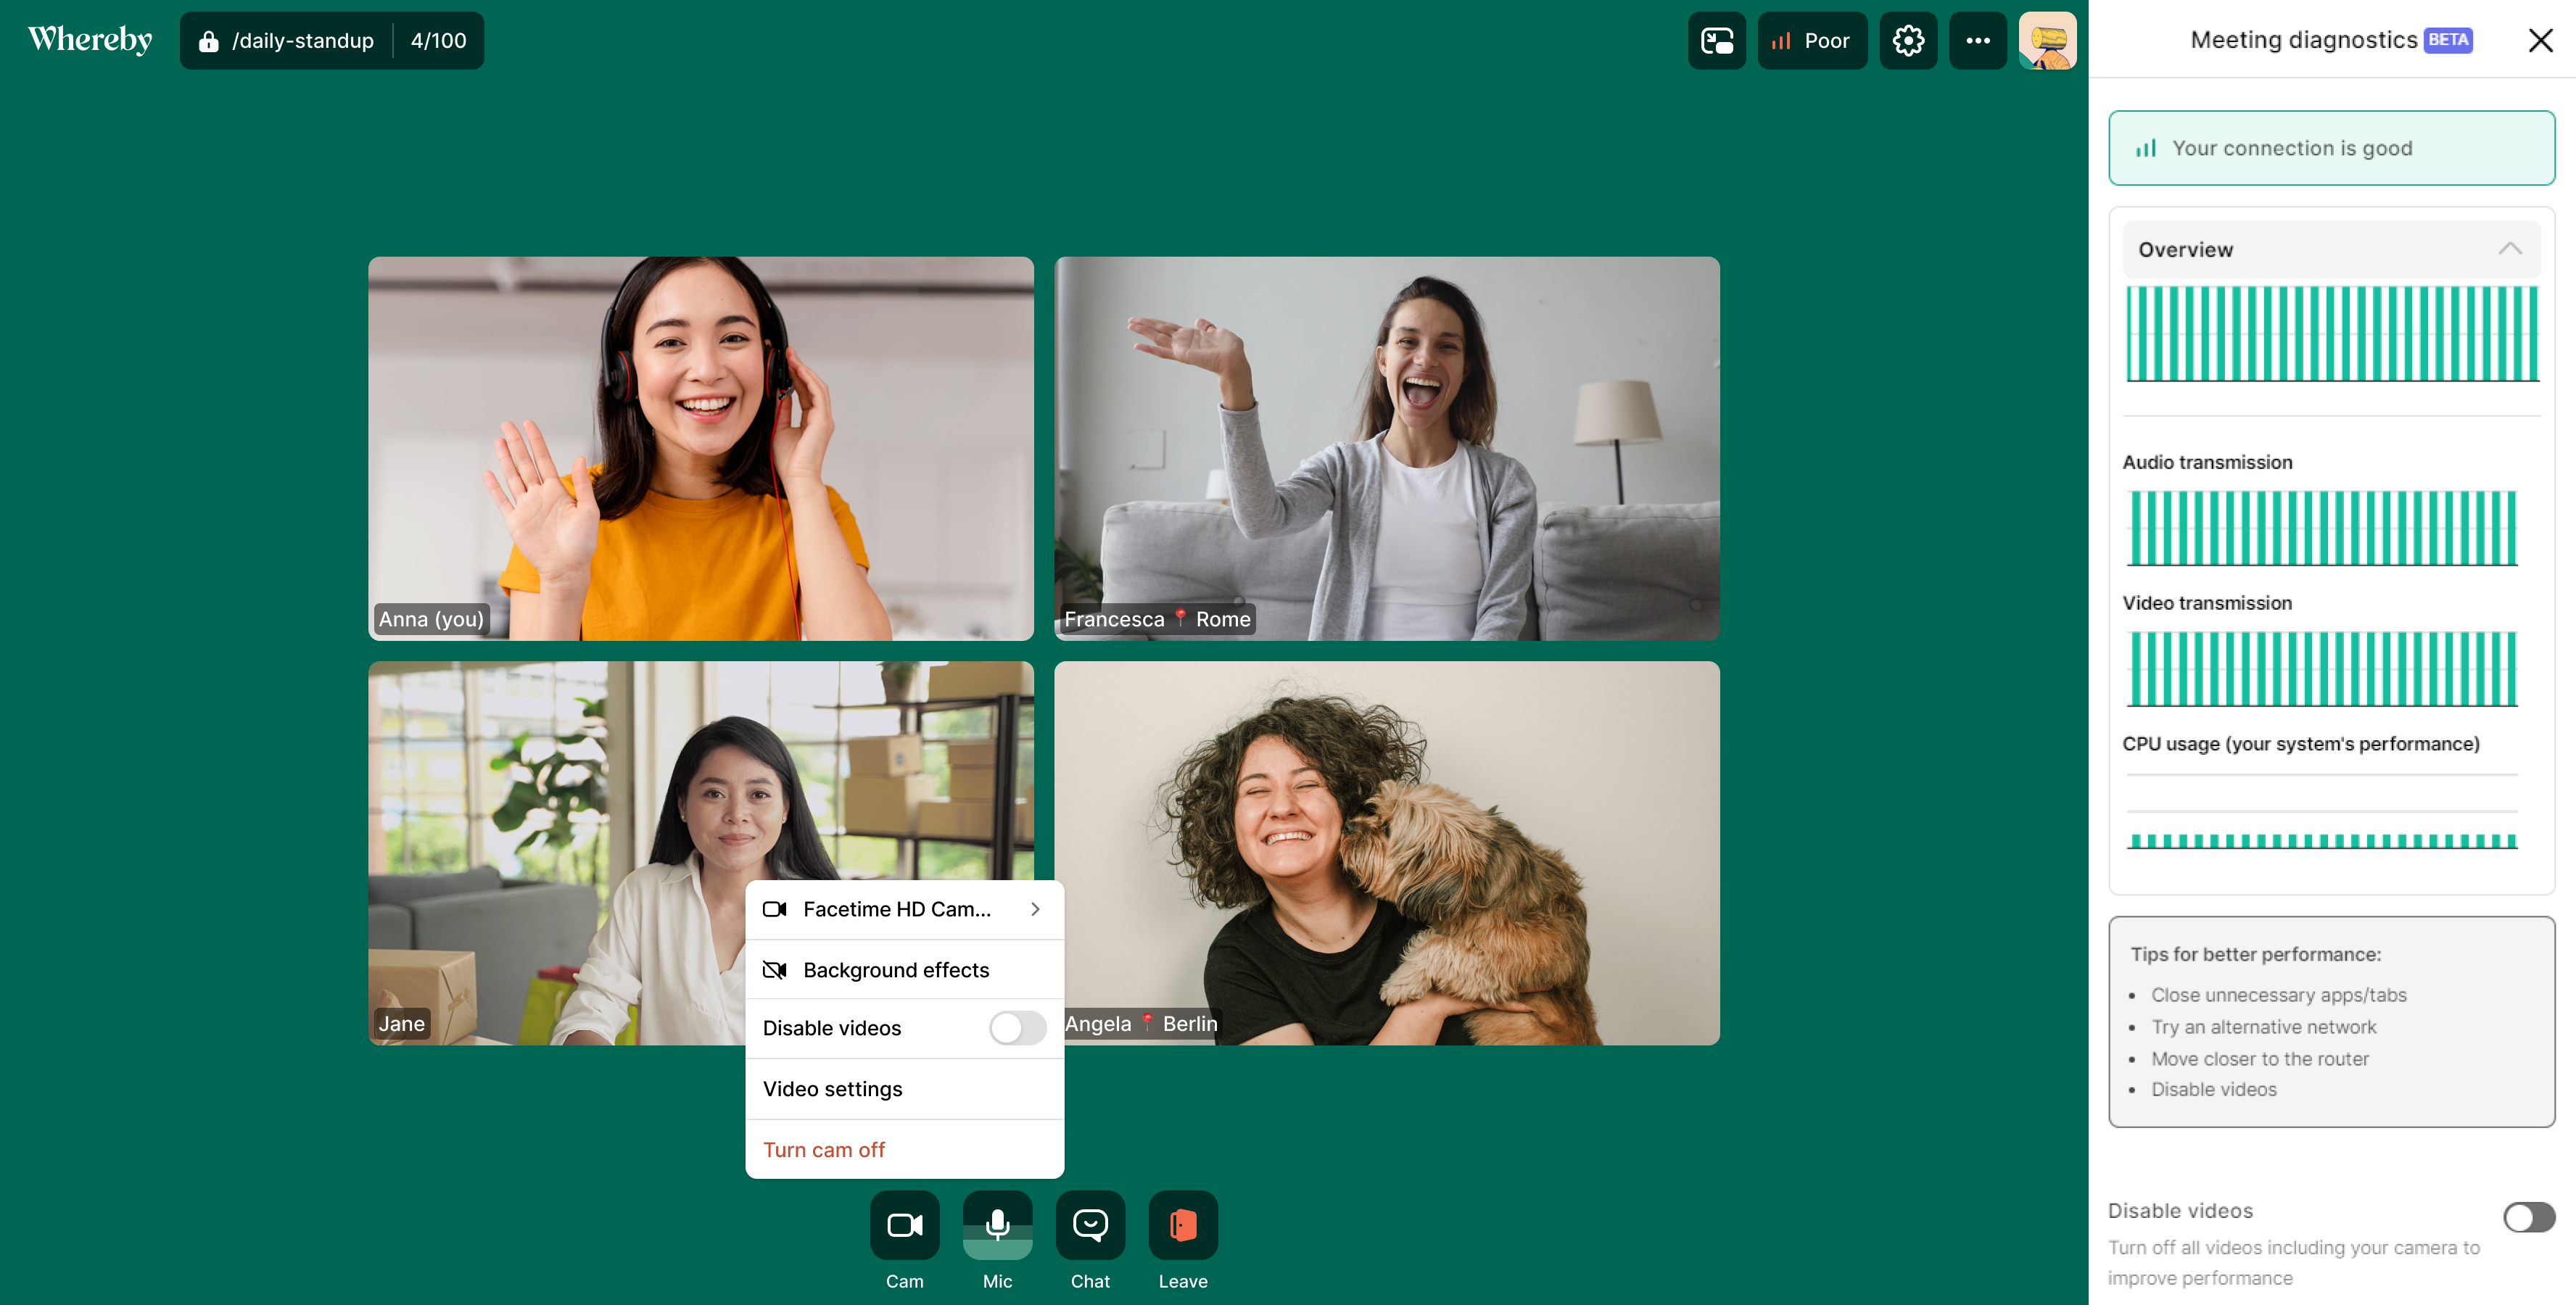 Whereby
/daily-standup
4/100
Poor
Meeting diagnostics BETA
Your connection is good
Overview
Audio transmission
Video transmission
CPU usage (your system's performance)
Tips for better performance:
• Close unnecessary apps/tabs
• Try an alternative network
• Move closer to the router
• Disable videos
Disable videos
Turn off all videos including your camera to
improve performance
Anna (you)
Francesca 📍 Rome
Jane
Angela 📍 Berlin
Facetime HD Cam...
Background effects
Disable videos
Video settings
Turn cam off
Cam
Mic
Chat
Leave